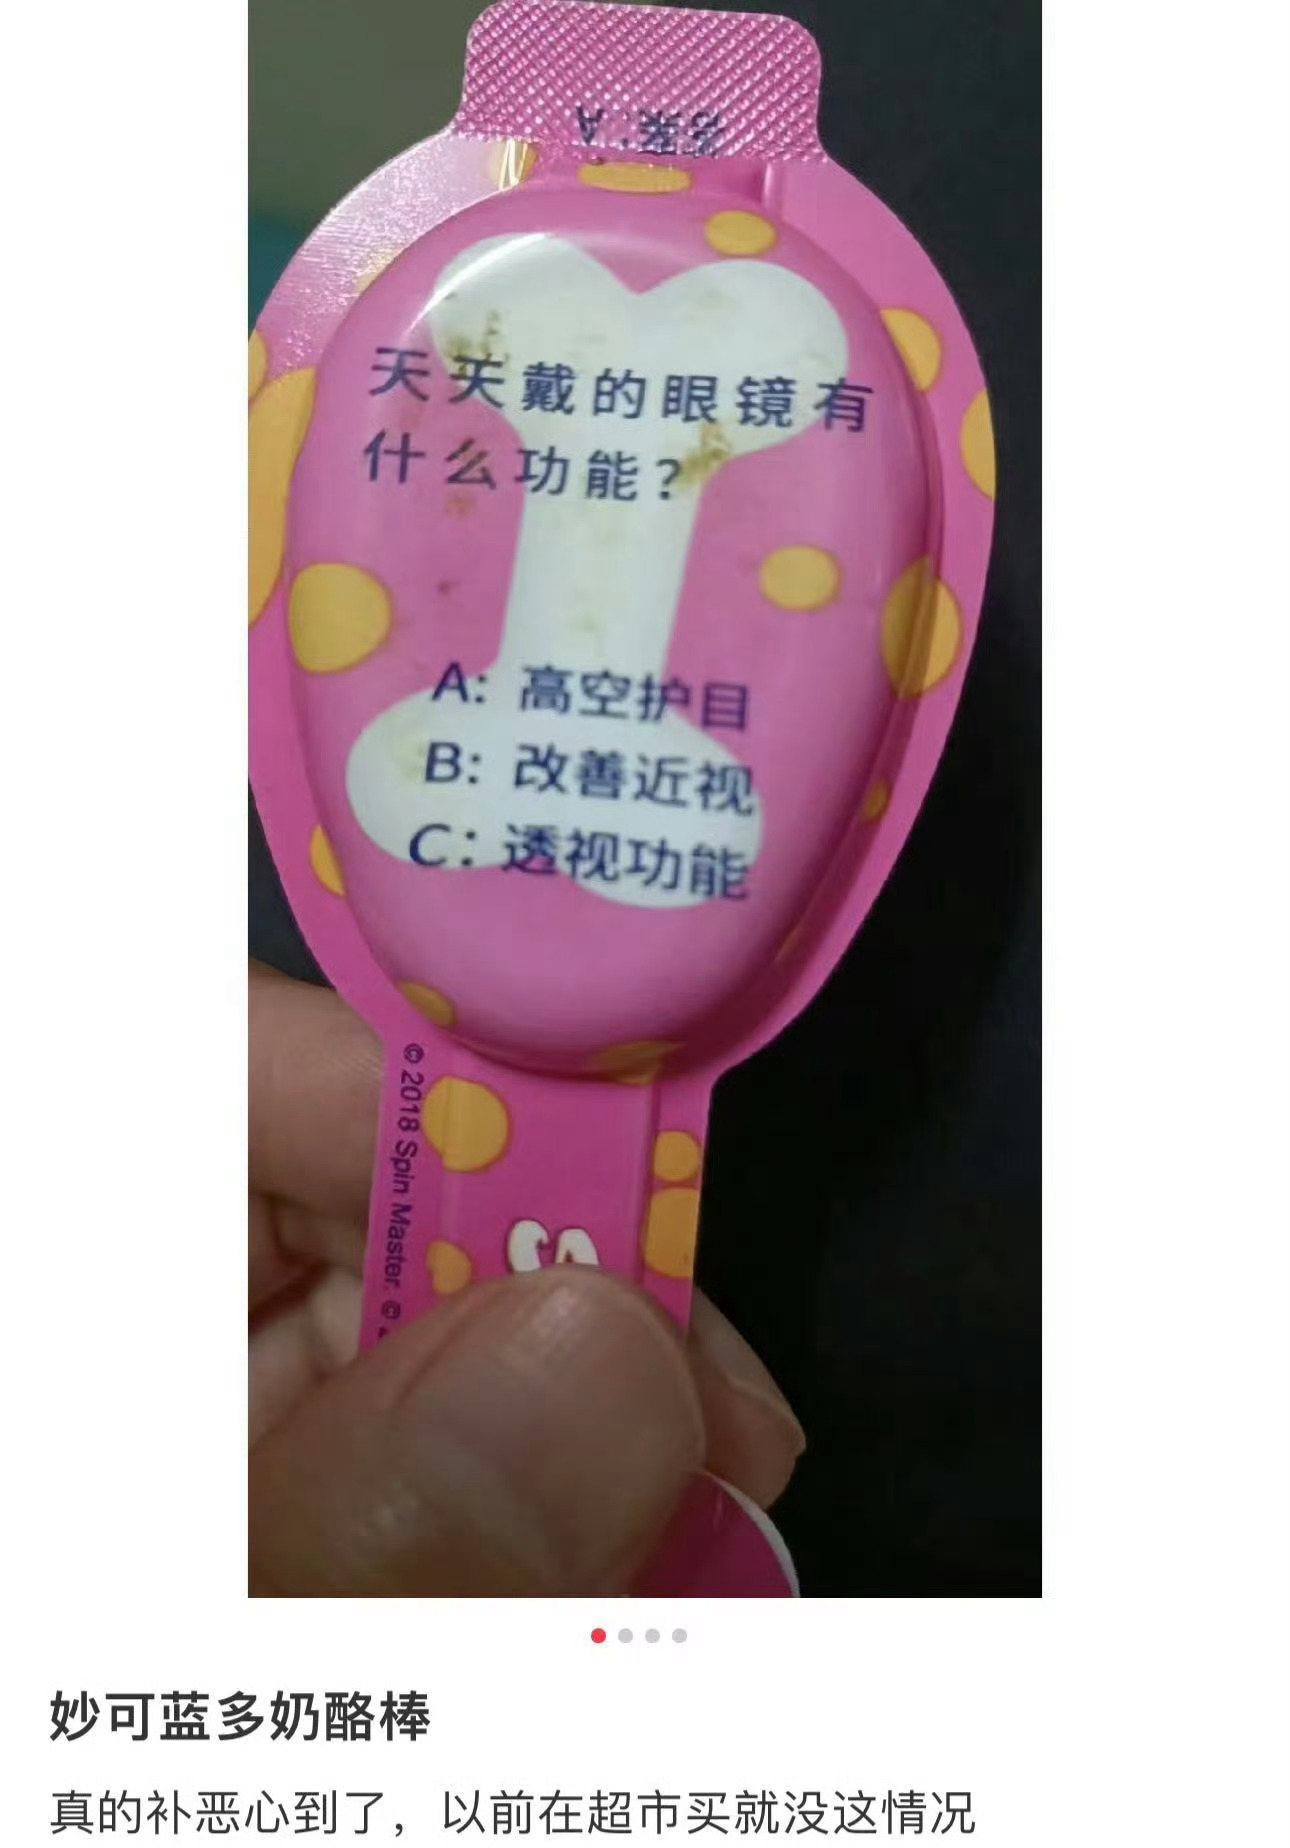 答案:A
天天戴的眼镜有
什么功能?
A: 高空护目
B: 改善近视
C: 透视功能
© 2018 Spin Master. ©
妙可蓝多奶酪棒
真的补恶心到了，以前在超市买就没这情况